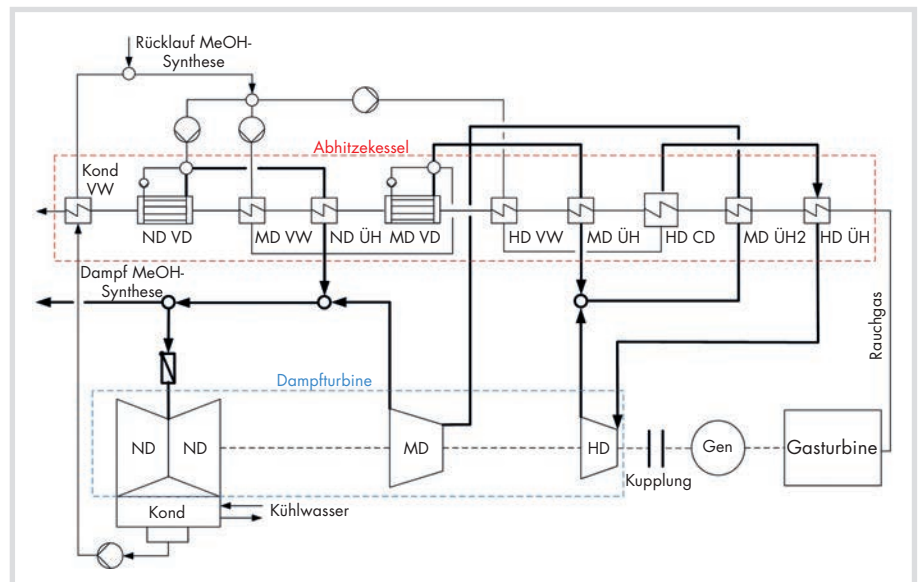 Rücklauf MeOH-
Synthese
Abhitzekessel
Kond
VW
ND VD
MD VW
ND ÜH
MD VD
HD VW
MD ÜH
HD CD
MD ÜH2
HD ÜH
Dampf MeOH-
Synthese
Rauchgas
Dampfturbine
ND
ND
MD
HD
Kupplung
Gen
Gasturbine
Kond
Kühlwasser